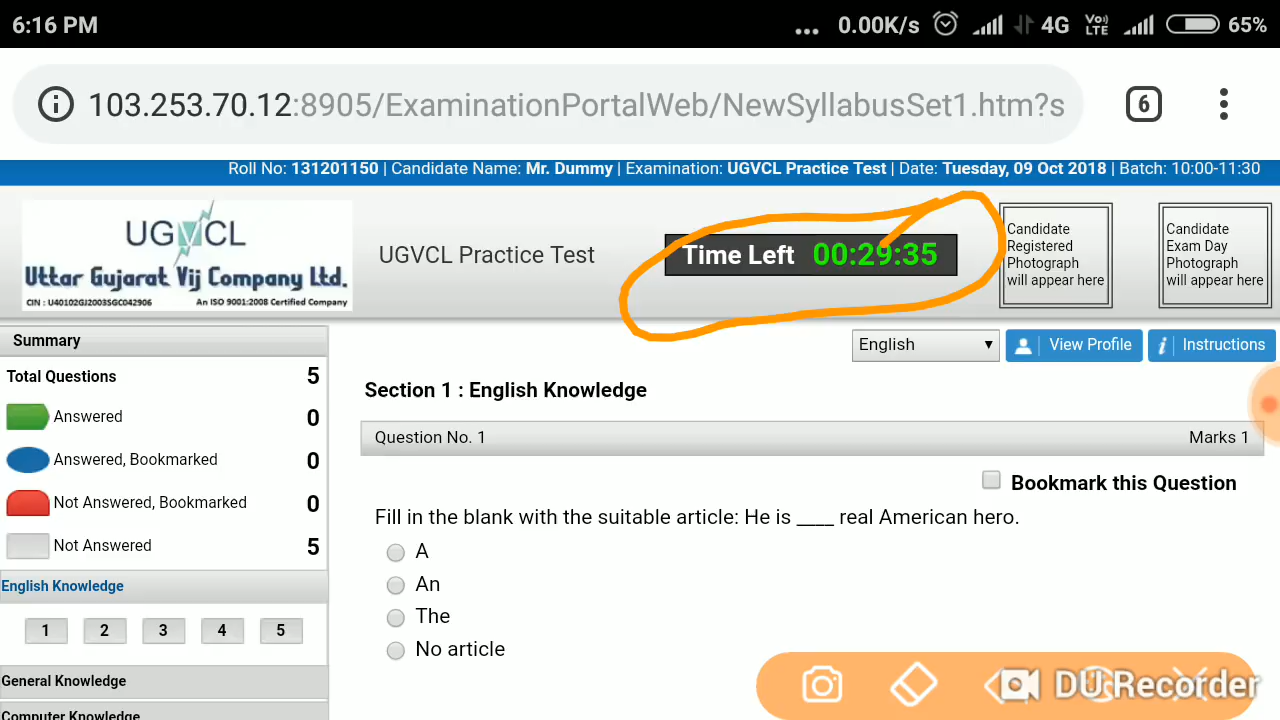 6:16 PM ... 0.00K/s 4G Vo) LTE 65%
103.253.70.12:8905/ExaminationPortalWeb/NewSyllabusSet1.htm?s 6
Roll No: 131201150 | Candidate Name: Mr. Dummy | Examination: UGVCL Practice Test | Date: Tuesday, 09 Oct 2018 | Batch: 10:00-11:30
UGVCL
Uttar Gujarat Vij Company Ltd.
CIN : U40102GJ2003SGC042906 An ISO 9001:2008 Certified Company
UGVCL Practice Test
Time Left 00:29:35
Candidate
Registered
Photograph
will appear here
Candidate
Exam Day
Photograph
will appear here
English View Profile Instructions
Summary
Total Questions 5
Answered 0
Answered, Bookmarked 0
Not Answered, Bookmarked 0
Not Answered 5
English Knowledge
1 2 3 4 5
General Knowledge
Computer Knowledge
Section 1 : English Knowledge
Question No. 1 Marks 1
Bookmark this Question
Fill in the blank with the suitable article: He is ____ real American hero.
A
An
The
No article
DU Recorder